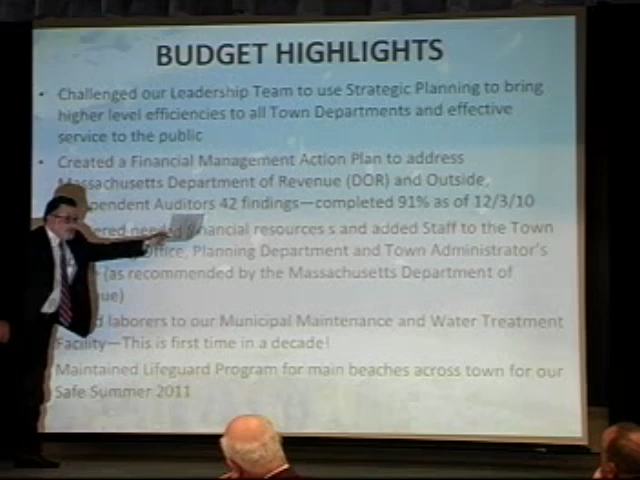 BUDGET HIGHLIGHTS
• Challenged our Leadership Team to use Strategic Planning to bring
higher level efficiencies to all Town Departments and effective
service to the public
• Created a Financial Management Action Plan to address
Massachusetts Department of Revenue (DOR) and Outside,
pendent Auditors 42 findings—completed 91% as of 12/3/10
ered needed financial resources s and added Staff to the Town
Office, Planning Department and Town Administrator's
(as recommended by the Massachusetts Department of
ue)
d laborers to our Municipal Maintenance and Water Treatment
Facility—This is first time in a decade!
Maintained Lifeguard Program for main beaches across town for our
Safe Summer 2011